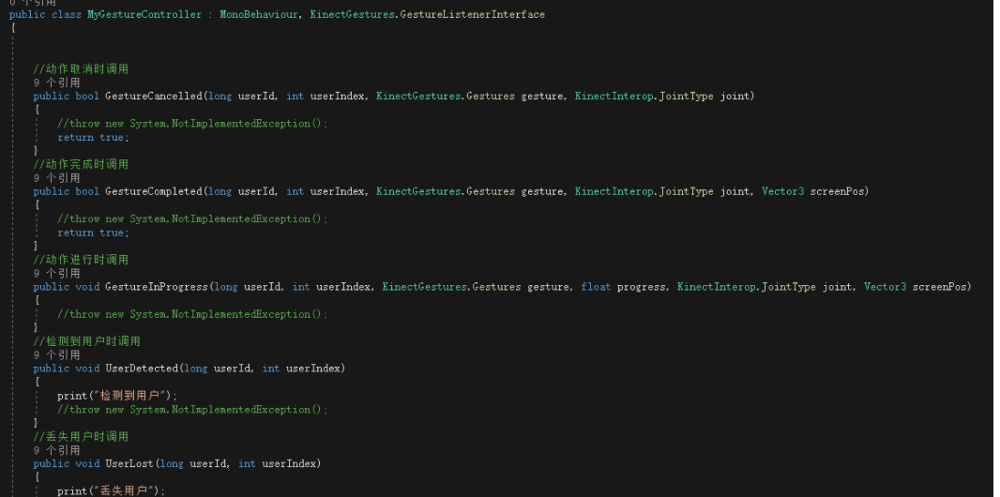 0 个引用
public class MyGestureController : MonoBehaviour, KinectGestures.GestureListenerInterface
{
//动作取消时调用
9 个引用
public bool GestureCancelled(long userId, int userIndex, KinectGestures.Gestures gesture, KinectInterop.JointType joint)
{
//throw new System.NotImplementedException();
return true;
}
//动作完成时调用
9 个引用
public bool GestureCompleted(long userId, int userIndex, KinectGestures.Gestures gesture, KinectInterop.JointType joint, Vector3 screenPos)
{
//throw new System.NotImplementedException();
return true;
}
//动作进行时调用
9 个引用
public void GestureInProgress(long userId, int userIndex, KinectGestures.Gestures gesture, float progress, KinectInterop.JointType joint, Vector3 screenPos)
{
//throw new System.NotImplementedException();
}
//检测到用户时调用
9 个引用
public void UserDetected(long userId, int userIndex)
{
print("检测到用户");
//throw new System.NotImplementedException();
}
//丢失用户时调用
9 个引用
public void UserLost(long userId, int userIndex)
{
print("丢失用户");